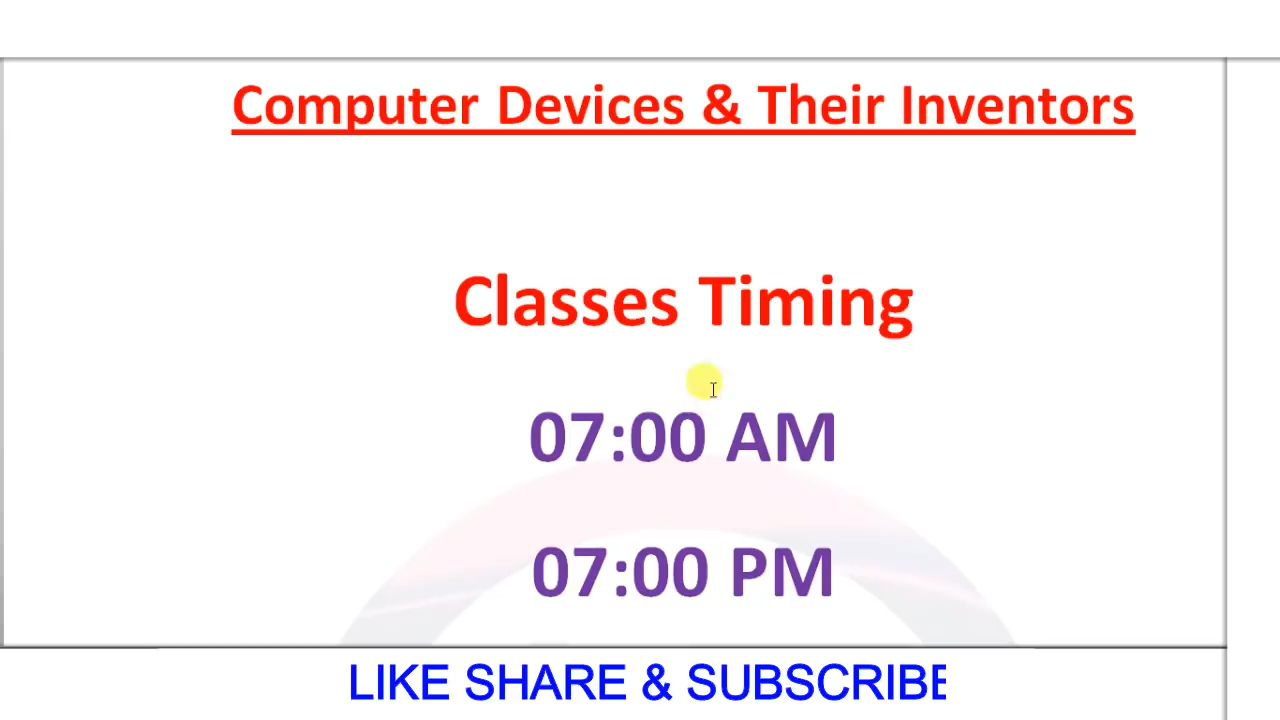 Computer Devices & Their Inventors
Classes Timing
07:00 AM
07:00 PM
LIKE SHARE & SUBSCRIBE